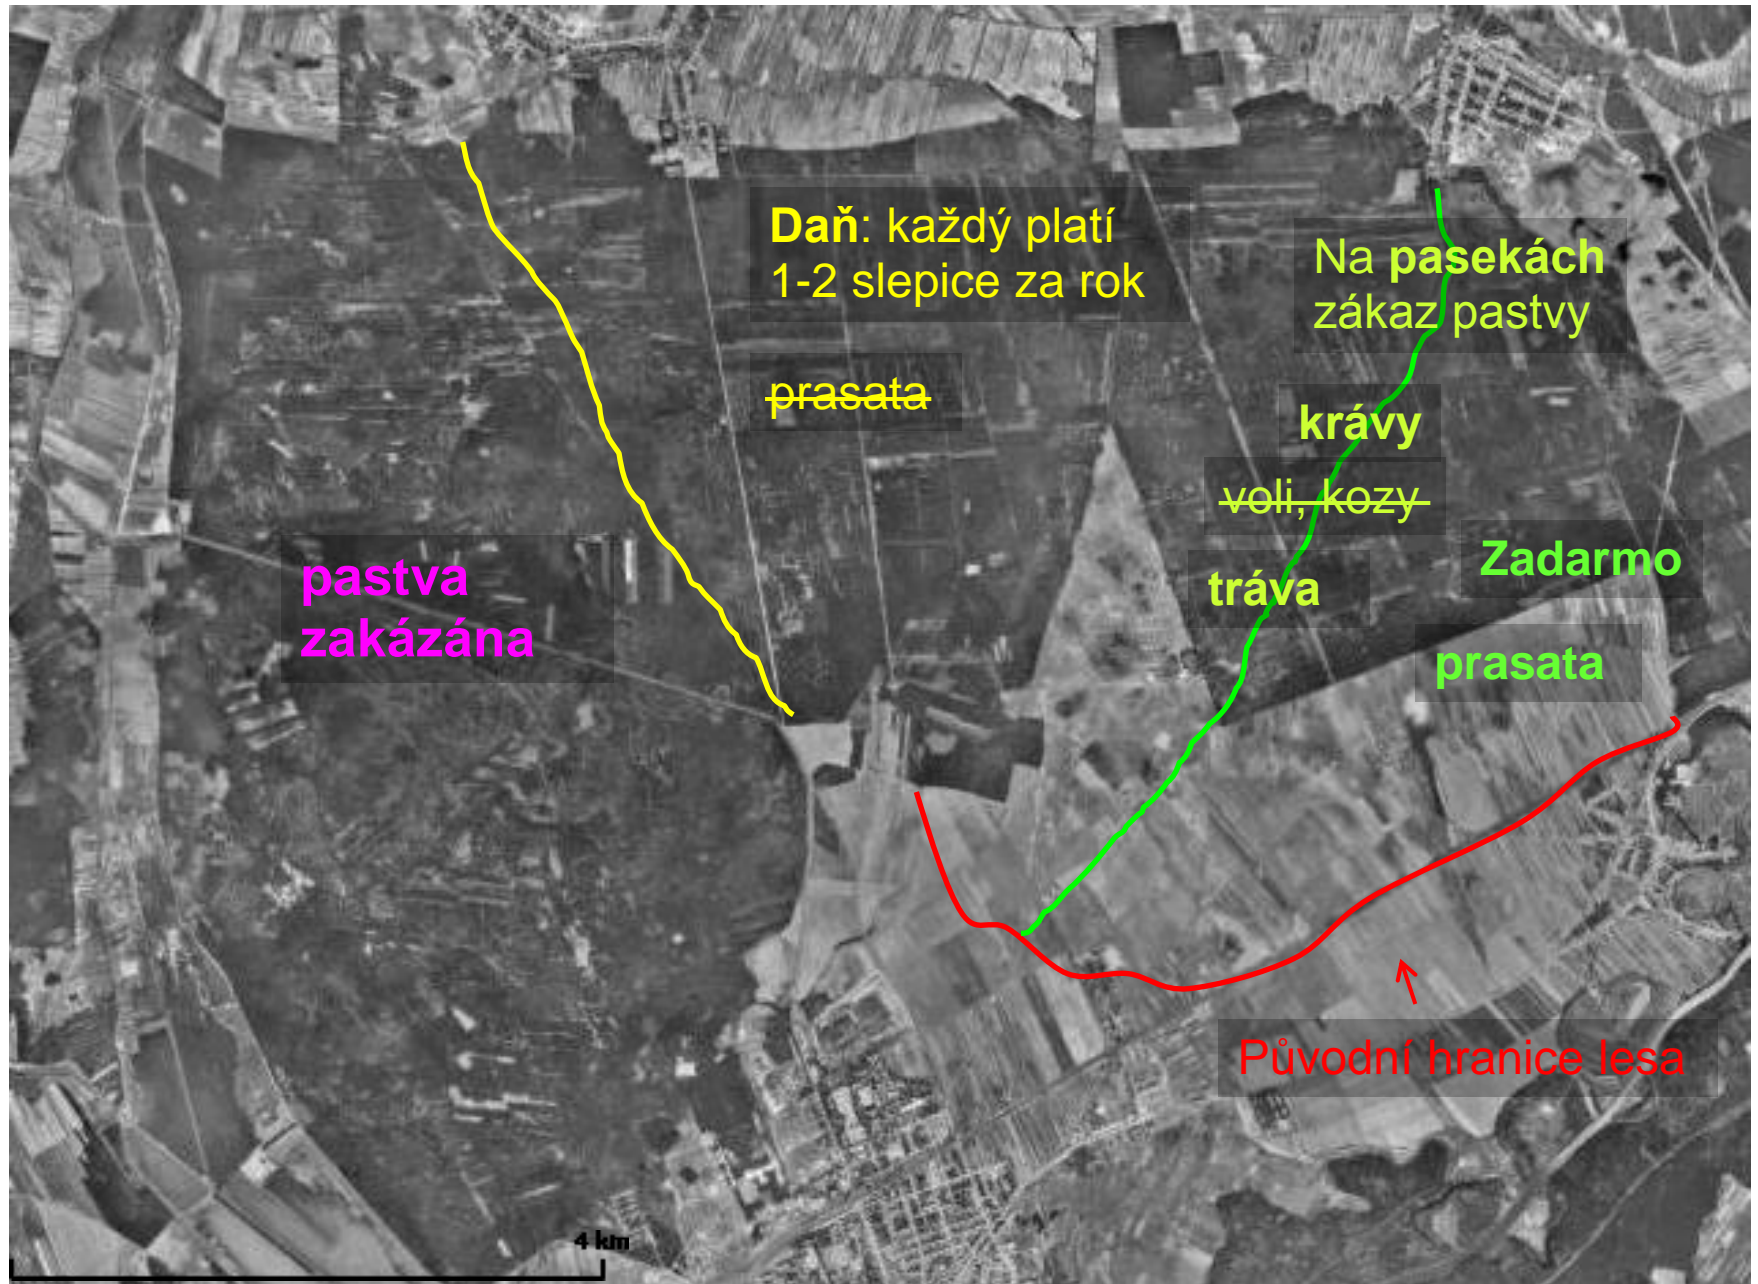 Daň: každý platí
1-2 slepice za rok
prasata
Na pasekách
zákaz pastvy
krávy
voli, kozy
tráva
Zadarmo
prasata
pastva
zakázána
Původní hranice lesa
4 km